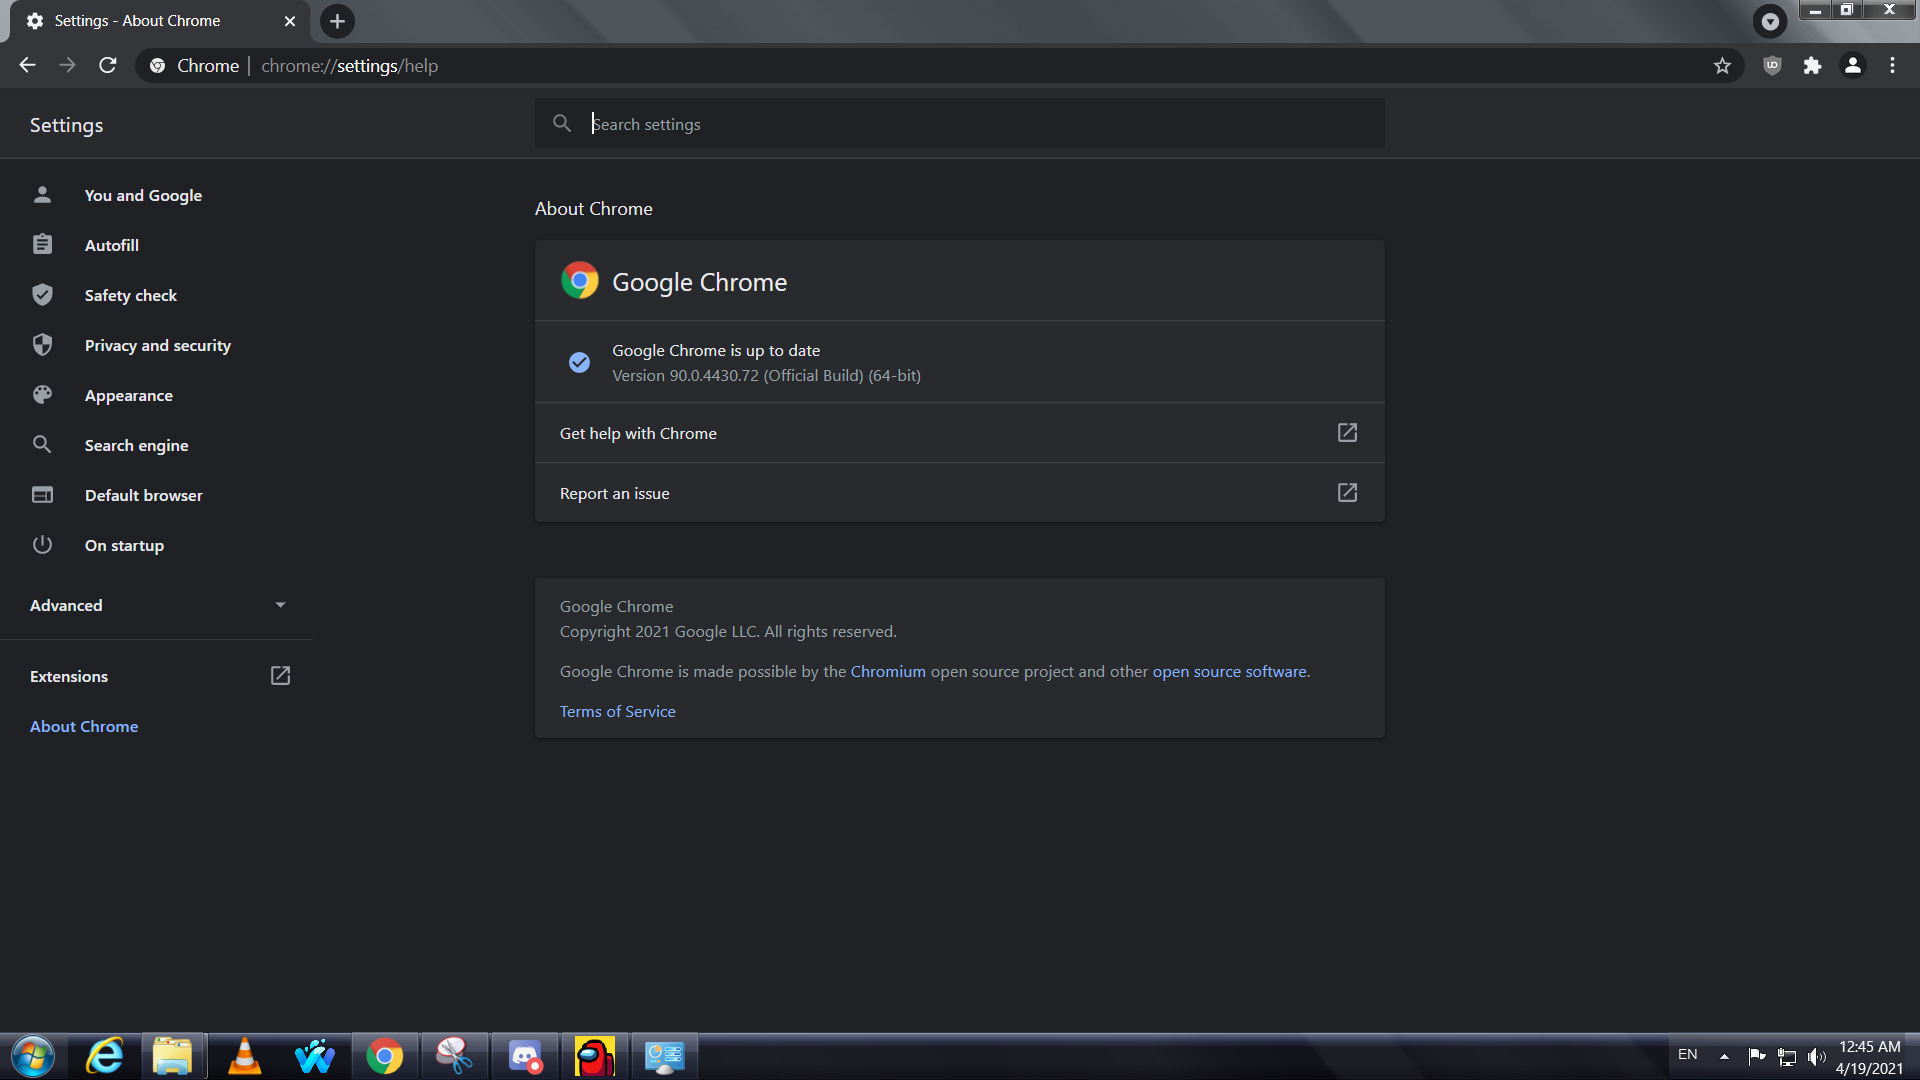 Settings - About Chrome
Chrome | chrome://settings/help
Settings
Search settings
You and Google
Autofill
Safety check
Privacy and security
Appearance
Search engine
Default browser
On startup
Advanced
Extensions
About Chrome
About Chrome
Google Chrome
Google Chrome is up to date
Version 90.0.4430.72 (Official Build) (64-bit)
Get help with Chrome
Report an issue
Google Chrome
Copyright 2021 Google LLC. All rights reserved.
Google Chrome is made possible by the Chromium open source project and other open source software.
Terms of Service
EN
12:45 AM
4/19/2021